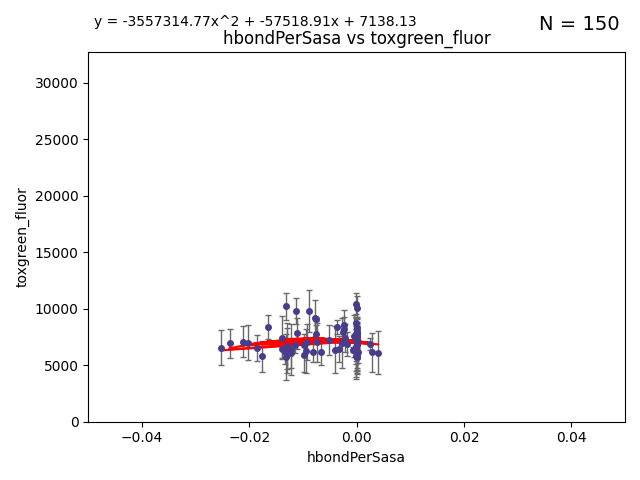 y = -3557314.77x^2 + -57518.91x + 7138.13
N = 150
hbondPerSasa vs toxgreen_fluor
30000
25000
20000
15000
10000
5000
0
toxgreen_fluor
−0.04
−0.02
0.00
0.02
0.04
hbondPerSasa